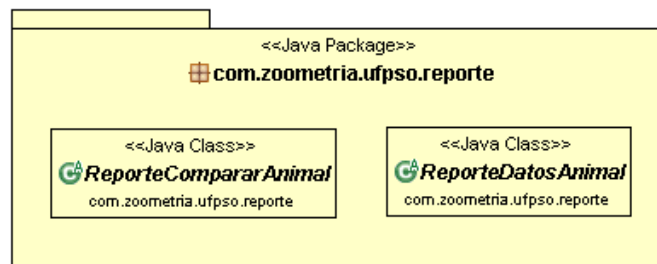 <<Java Package>>
com.zoometria.ufpso.reporte
<<Java Class>>
ReporteCompararAnimal
com.zoometria.ufpso.reporte
<<Java Class>>
ReporteDatosAnimal
com.zoometria.ufpso.reporte